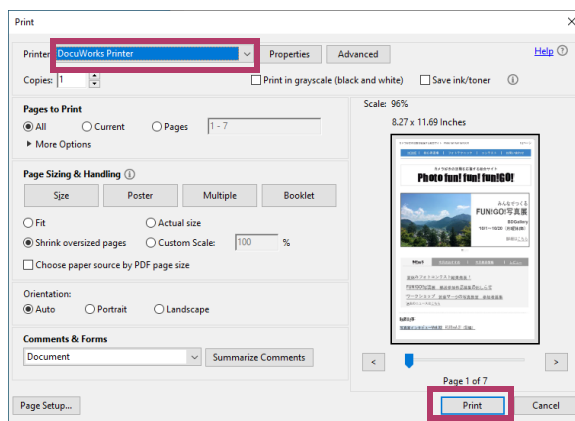 Print
Printer: DocuWorks Printer Properties Advanced Help
Copies: 1 Print in grayscale (black and white) Save ink/toner
Pages to Print
All Current Pages 1 - 7
More Options
Page Sizing & Handling
Size Poster Multiple Booklet
Fit Actual size
Shrink oversized pages Custom Scale: 100 %
Choose paper source by PDF page size
Orientation:
Auto Portrait Landscape
Comments & Forms
Document Summarize Comments
Scale: 96%
8.27 x 11.69 Inches
Photo fun! fun! fun!GO!
みんなでつくる
FUN!GO!写真展
<
>
Page 1 of 7
Page Setup...
Print Cancel